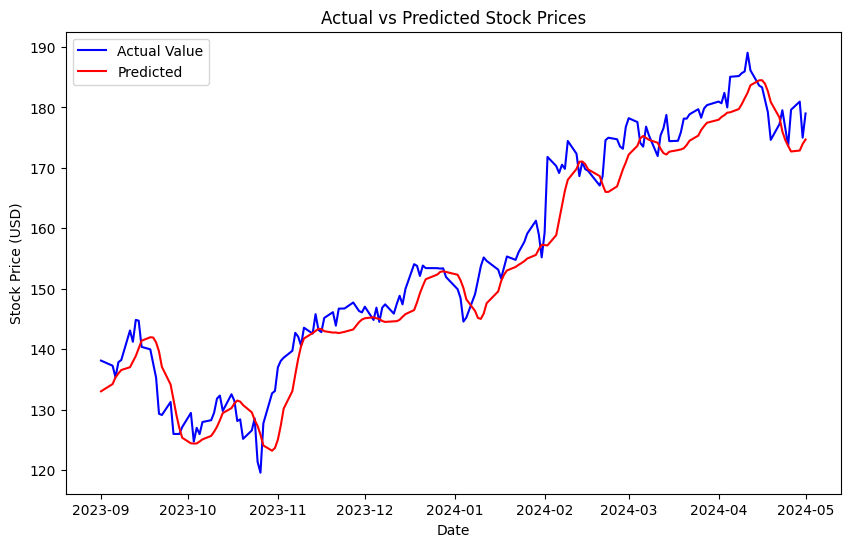 Actual vs Predicted Stock Prices
Actual Value
Predicted
190
180
170
160
150
140
130
120
Stock Price (USD)
2023-09 2023-10 2023-11 2023-12 2024-01 2024-02 2024-03 2024-04 2024-05
Date